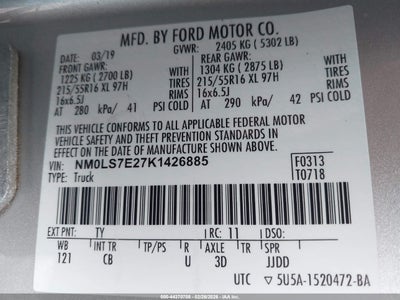 MFD. BY FORD MOTOR CO.
DATE: 03/19 GVWR: 2405 KG ( 5302 LB)
FRONT GAWR: REAR GAWR:
1225 KG ( 2700 LB) WITH 1304 KG ( 2875 LB) WITH
215/55R16 XL 97H TIRES 215/55R16 XL 97H TIRES
16x6.5J RIMS 16x6.5J RIMS
AT 280 kPa/ 41 PSI COLD AT 290 kPa/ 42 PSI COLD
THIS VEHICLE CONFORMS TO ALL APPLICABLE FEDERAL MOTOR
VEHICLE SAFETY AND
THEFT PREVENTION STANDARDS IN EFFECT ON THE DATE OF MANUFACTURE SHOWN ABOVE.
VIN: NM0LS7E27K1426885 F0313
TYPE: Truck T0718
EXT PNT: TY RC: 11 DSO:
WB INT TR TP/PS R AXLE TR SPR
121 CB U 3D JJDD
UTC ▽ 5U5A-1520472-BA